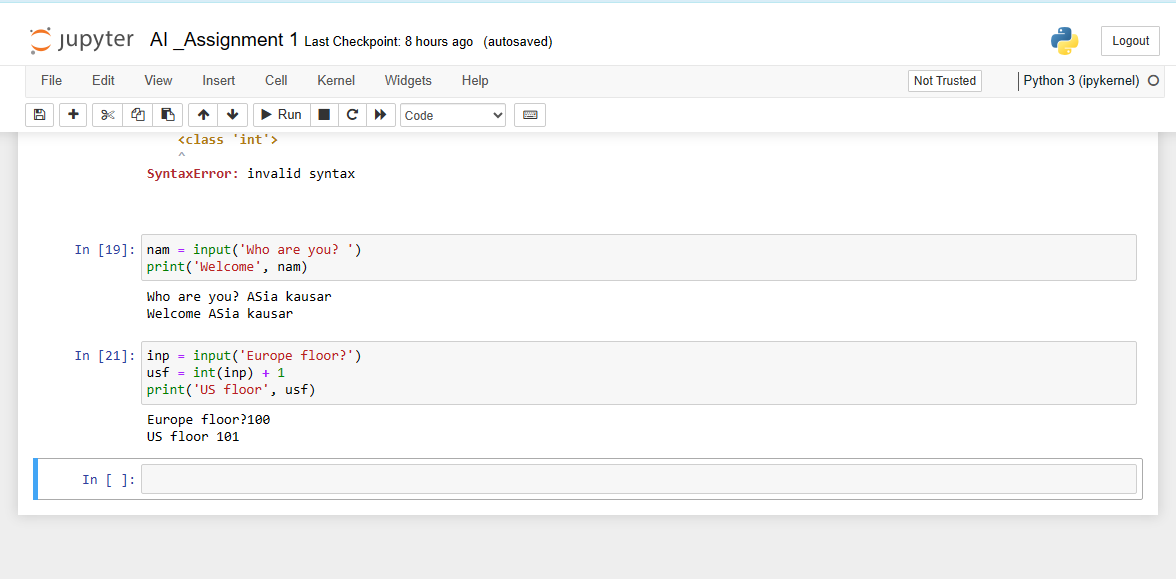 jupyter AI _Assignment 1 Last Checkpoint: 8 hours ago (autosaved)
Logout
File Edit View Insert Cell Kernel Widgets Help
Not Trusted
Python 3 (ipykernel)
Run
Code
<class 'int'>
^
SyntaxError: invalid syntax
In [19]: nam = input('Who are you? ')
print('Welcome', nam)
Who are you? ASia kausar
Welcome ASia kausar
In [21]: inp = input('Europe floor?')
usf = int(inp) + 1
print('US floor', usf)
Europe floor?100
US floor 101
In [ ]: